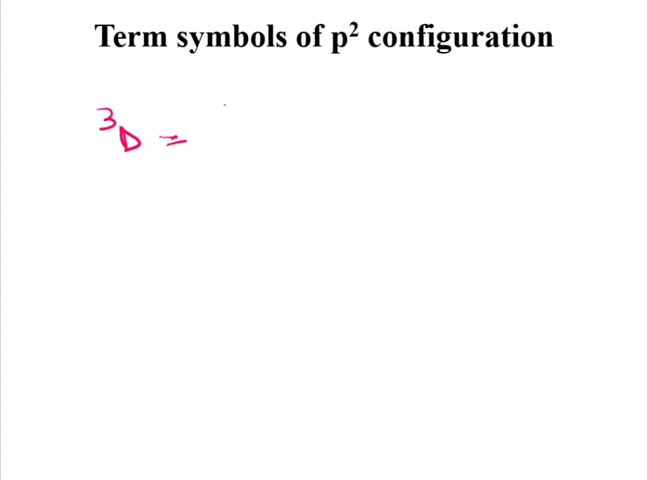 Term symbols of p² configuration
³D =